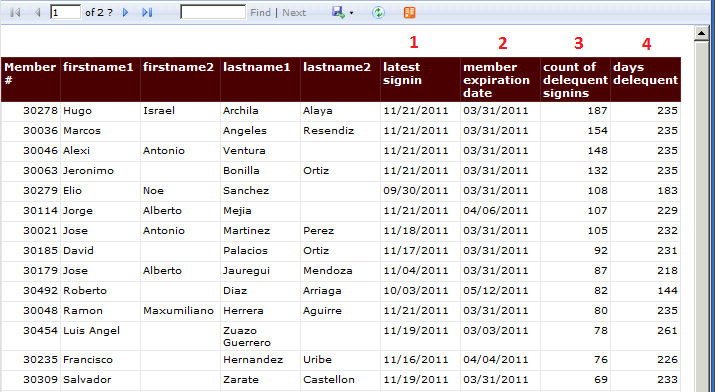 1 of 2 ? Find | Next
1 2 3 4
Member # firstname1 firstname2 lastname1 lastname2 latest signin member expiration date count of delequent signins days delequent
30278 Hugo Israel Archila Alaya 11/21/2011 03/31/2011 187 235
30036 Marcos Angeles Resendiz 11/21/2011 03/31/2011 154 235
30046 Alexi Antonio Ventura 11/21/2011 03/31/2011 148 235
30063 Jeronimo Bonilla Ortiz 11/21/2011 03/31/2011 132 235
30279 Elio Noe Sanchez 09/30/2011 03/31/2011 108 183
30114 Jorge Alberto Mejia 11/21/2011 04/06/2011 107 229
30021 Jose Antonio Martinez Perez 11/18/2011 03/31/2011 105 232
30185 David Palacios Ortiz 11/17/2011 03/31/2011 92 231
30179 Jose Alberto Jauregui Mendoza 11/04/2011 03/31/2011 87 218
30492 Roberto Diaz Arriaga 10/03/2011 05/12/2011 82 144
30048 Ramon Maxumiliano Herrera Aguirre 11/21/2011 03/31/2011 80 235
30454 Luis Angel Zuazo Guerrero 11/19/2011 03/03/2011 78 261
30235 Francisco Hernandez Uribe 11/16/2011 04/04/2011 76 226
30309 Salvador Zarate Castellon 11/19/2011 03/31/2011 69 233